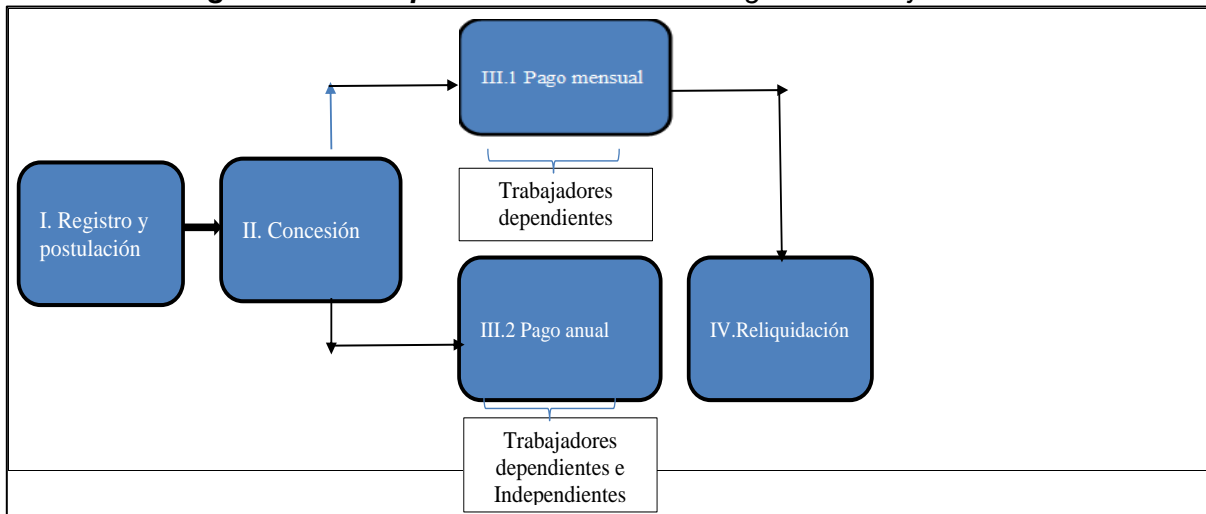 III.1 Pago mensual
Trabajadores
dependientes
I. Registro y
postulación
II. Concesión
III.2 Pago anual
IV.Reliquidación
Trabajadores
dependientes e
Independientes